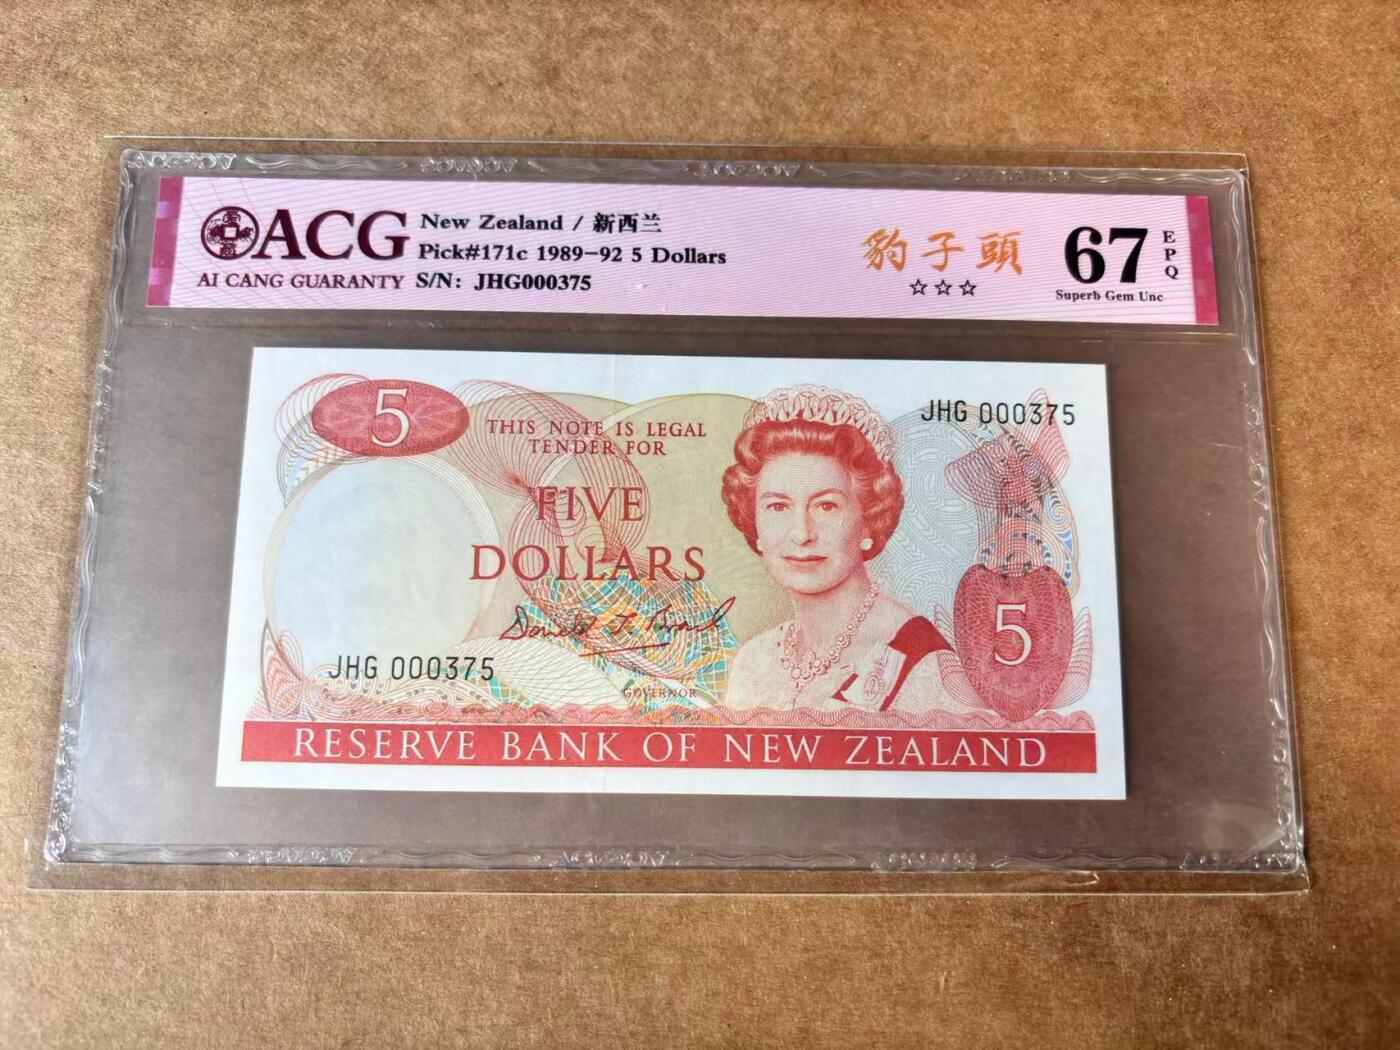 ACG
AI CANG GUARANTY
New Zealand / 新西兰
Pick#171c 1989-92 5 Dollars
S/N: JHG000375
豹子頭
☆☆☆
67
EPQ
Superb Gem Unc
5
THIS NOTE IS LEGAL
TENDER FOR
FIVE
DOLLARS
JHG 000375
5
Donald T. Brash
JHG 000375
GOVERNOR
RESERVE BANK OF NEW ZEALAND